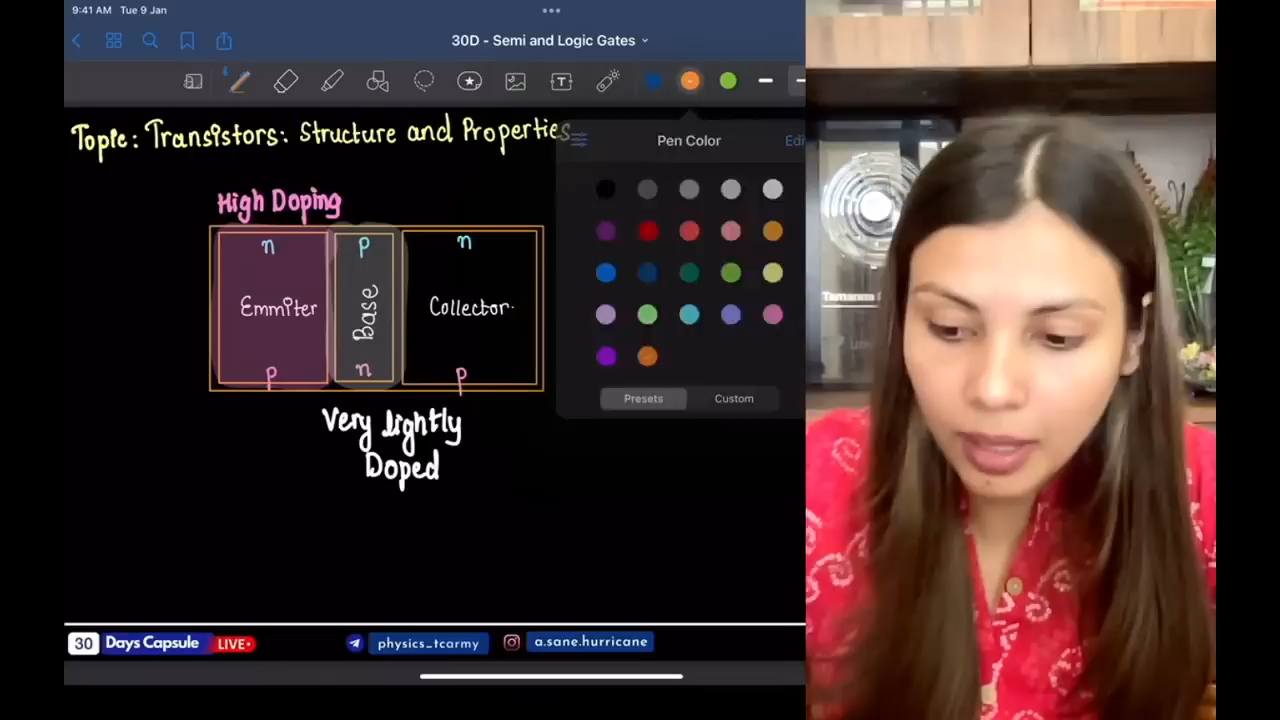 9:41 AM Tue 9 Jan
30D - Semi and Logic Gates
T
Pen Color
Edi
Topic: Transistors: Structure and Properties
High Doping
n p n
Emmiter Base Collector
p n p
Very lightly
Doped
Presets Custom
30 Days Capsule LIVE
physics_tcarmy
a.sane.hurricane